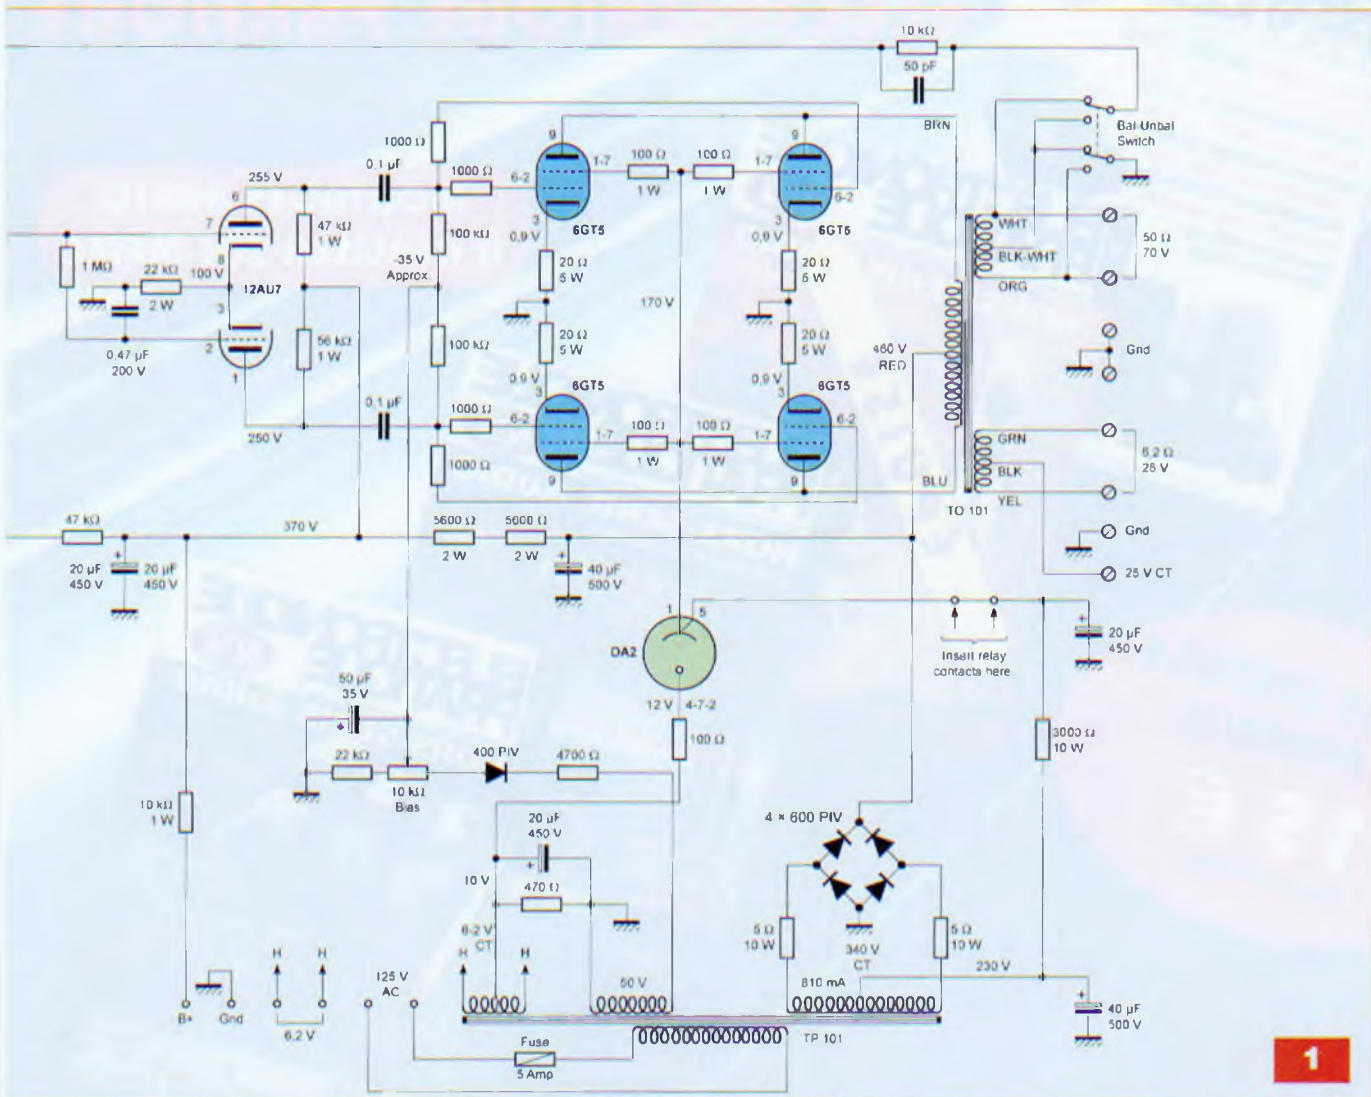 10 kΩ
50 pF
BRN
Bal-Unbal
Switch
1000 Ω
0,1 µF
255 V
1000 Ω
9
1-7
100 Ω
100 Ω
1 W
1 W
9
1-7
6-2
6-2
6
7
8
47 kΩ
1 W
100 kΩ
3
6GT5
0,9 V
3
6GT5
0,9 V
WHT
50 Ω
70 V
BLK-WHT
ORG
1 MΩ
22 kΩ
2 W
100 V
12AU7
-35 V
Approx
20 Ω
5 W
20 Ω
5 W
170 V
3
2
1
0,47 µF
200 V
56 kΩ
1 W
100 kΩ
20 Ω
5 W
20 Ω
5 W
460 V
RED
Gnd
0,9 V
3
6GT5
0,9 V
3
6GT5
0,1 µF
250 V
1000 Ω
6-2
1-7
100 Ω
100 Ω
1 W
1 W
1-7
6-2
1000 Ω
9
9
BLU
GRN
BLK
YEL
6,2 Ω
25 V
TO 101
47 kΩ
370 V
5600 Ω
2 W
5600 Ω
2 W
Gnd
+
20 µF
450 V
20 µF
450 V
+
40 µF
500 V
25 V CT
1
5
OA2
Insert relay
contacts here
+
20 µF
450 V
12 V
4-7-2
50 µF
35 V
+
100 Ω
3000 Ω
10 W
22 kΩ
10 kΩ
Bias
400 PIV
4700 Ω
10 kΩ
1 W
20 µF
450 V
+
4 × 600 PIV
10 V
470 Ω
6-2 V
CT
5 Ω
10 W
340 V
CT
5 Ω
10 W
230 V
H
H
125 V
AC
H
H
50 V
810 mA
+
40 µF
500 V
B+
Gnd
6,2 V
Fuse
5 Amp
TP 101
1